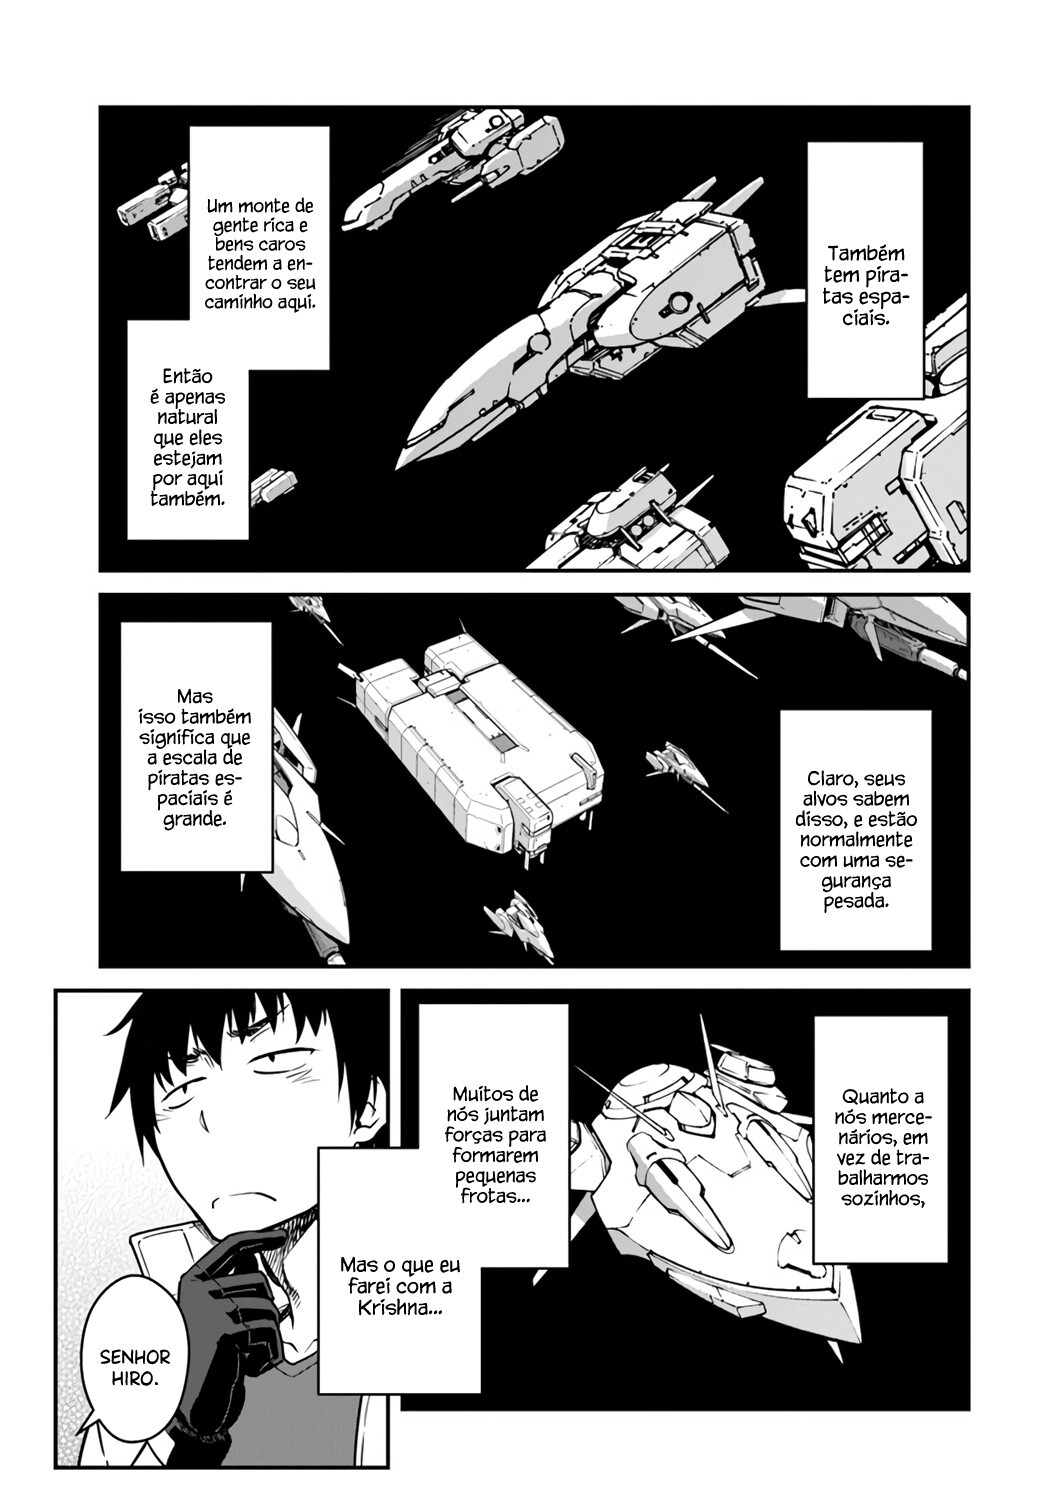 Também
tem pira-
tas espa-
ciais.
Um monte de
gente rica e
bens caros
tendem a en-
contrar o seu
caminho aqui.
Então
é apenas
natural
que eles
estejam
por aqui
também.
Claro, seus
alvos sabem
disso, e estão
normalmente
com uma se-
gurança
pesada.
Mas
isso também
significa que
a escala de
piratas es-
paciais é
grande.
Quanto a
nós merce-
nários, em
vez de tra-
balharmos
sozinhos,
Muitos de
nós juntam
forças para
formarem
pequenas
frotas...
Mas o que eu
farei com a
Krishna...
SENHOR
HIRO.